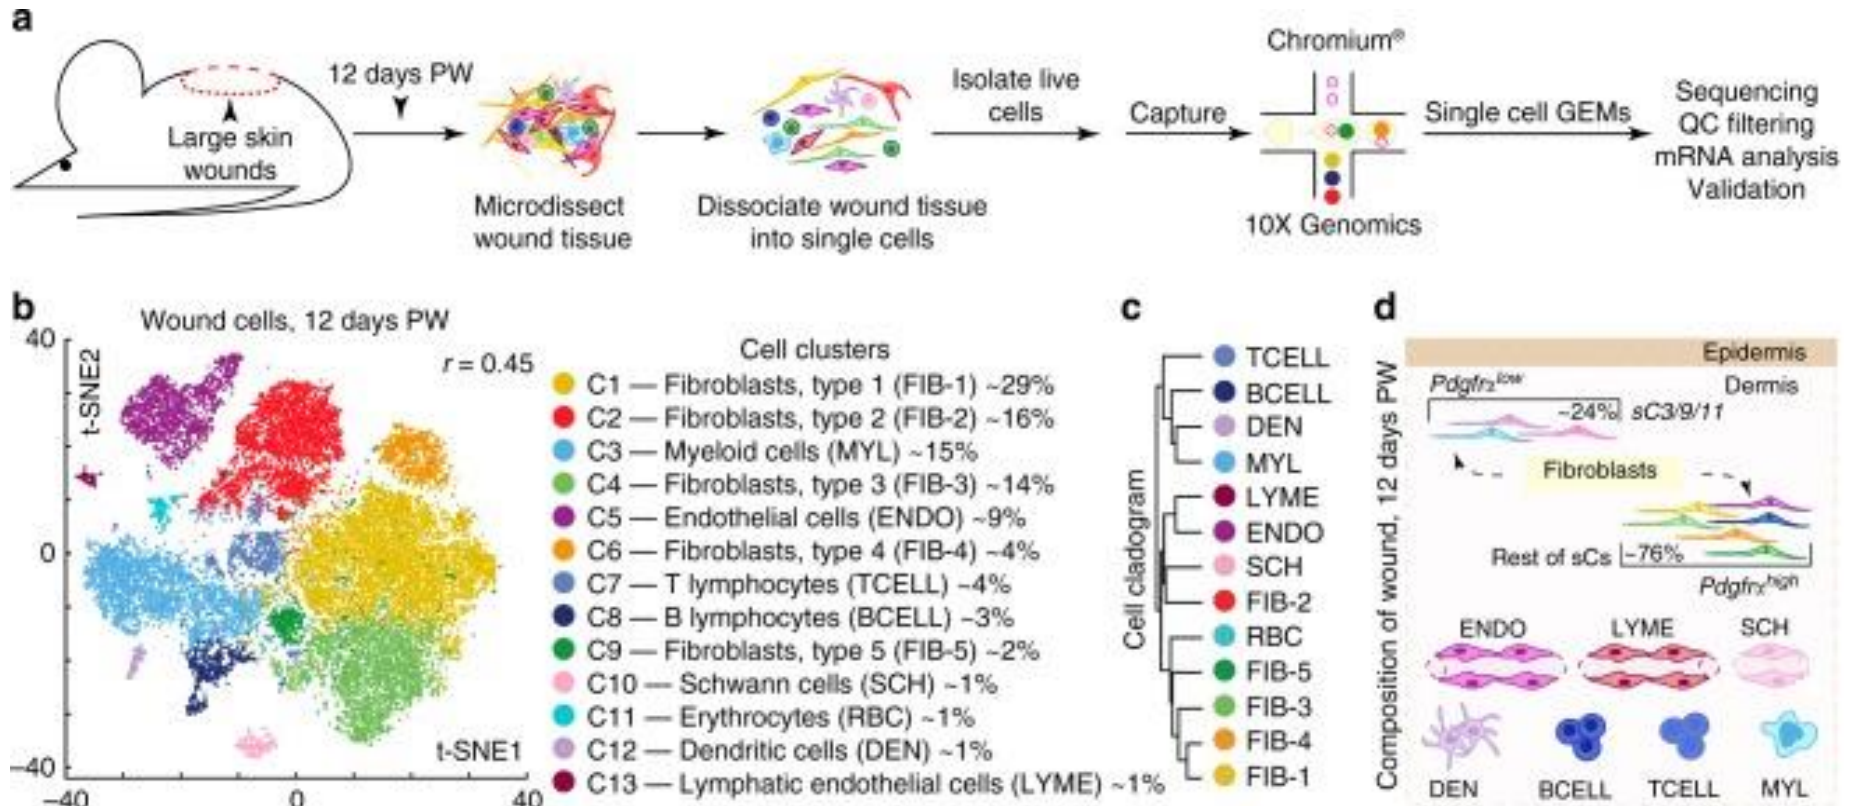 a
12 days PW
Large skin
wounds
Microdissect
wound tissue
Dissociate wound tissue
into single cells
Isolate live
cells
Capture
Chromium®
10X Genomics
Single cell GEMs
Sequencing
QC filtering
mRNA analysis
Validation
b
Wound cells, 12 days PW
r = 0.45
t-SNE2
t-SNE1
40
0
–40
–40
0
40
Cell clusters
C1 — Fibroblasts, type 1 (FIB-1) ~29%
C2 — Fibroblasts, type 2 (FIB-2) ~16%
C3 — Myeloid cells (MYL) ~15%
C4 — Fibroblasts, type 3 (FIB-3) ~14%
C5 — Endothelial cells (ENDO) ~9%
C6 — Fibroblasts, type 4 (FIB-4) ~4%
C7 — T lymphocytes (TCELL) ~4%
C8 — B lymphocytes (BCELL) ~3%
C9 — Fibroblasts, type 5 (FIB-5) ~2%
C10 — Schwann cells (SCH) ~1%
C11 — Erythrocytes (RBC) ~1%
C12 — Dendritic cells (DEN) ~1%
C13 — Lymphatic endothelial cells (LYME) ~1%
c
Cell cladogram
TCELL
BCELL
DEN
MYL
LYME
ENDO
SCH
FIB-2
RBC
FIB-5
FIB-3
FIB-4
FIB-1
d
Composition of wound, 12 days PW
Epidermis
Dermis
Pdgfrα^low
~24% sC3/9/11
Fibroblasts
Rest of sCs ~76%
Pdgfrα^high
ENDO LYME SCH
DEN BCELL TCELL MYL